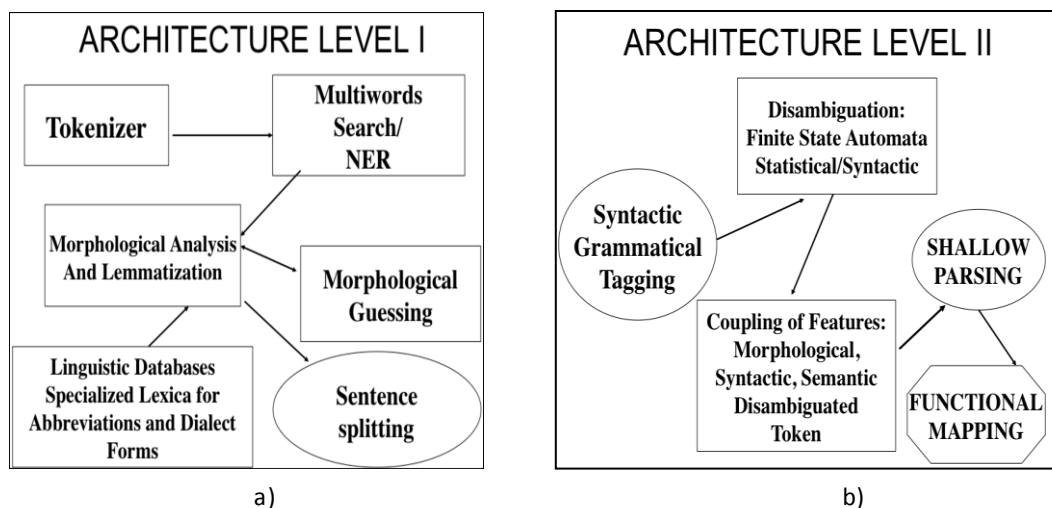 ARCHITECTURE LEVEL I
Tokenizer
Multiwords
Search/
NER
Morphological Analysis
And Lemmatization
Morphological
Guessing
Linguistic Databases
Specialized Lexica for
Abbreviations and Dialect
Forms
Sentence
splitting
a)
ARCHITECTURE LEVEL II
Disambiguation:
Finite State Automata
Statistical/Syntactic
Syntactic
Grammatical
Tagging
SHALLOW
PARSING
Coupling of Features:
Morphological,
Syntactic, Semantic
Disambiguated
Token
FUNCTIONAL
MAPPING
b)